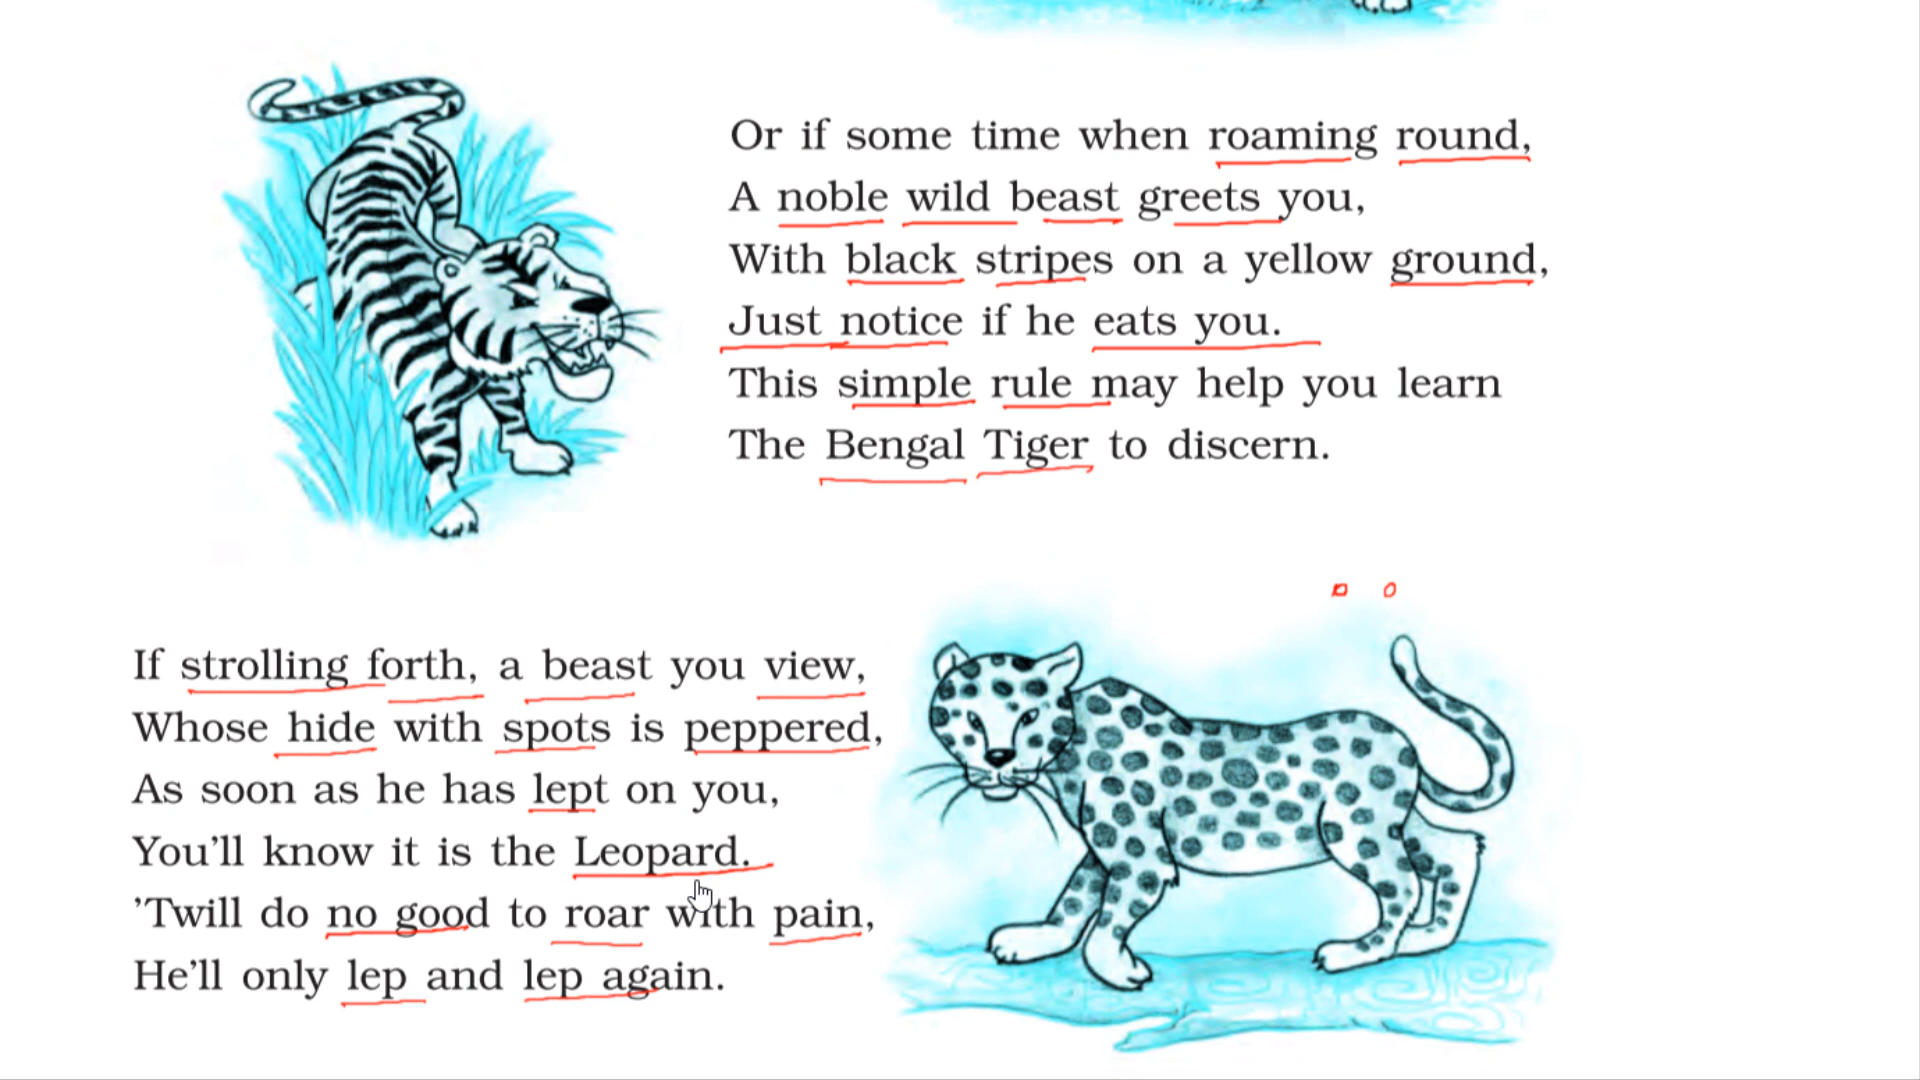 Or if some time when roaming round,
A noble wild beast greets you,
With black stripes on a yellow ground,
Just notice if he eats you.
This simple rule may help you learn
The Bengal Tiger to discern.
If strolling forth, a beast you view,
Whose hide with spots is peppered,
As soon as he has lept on you,
You'll know it is the Leopard.
'Twill do no good to roar with pain,
He'll only lep and lep again.